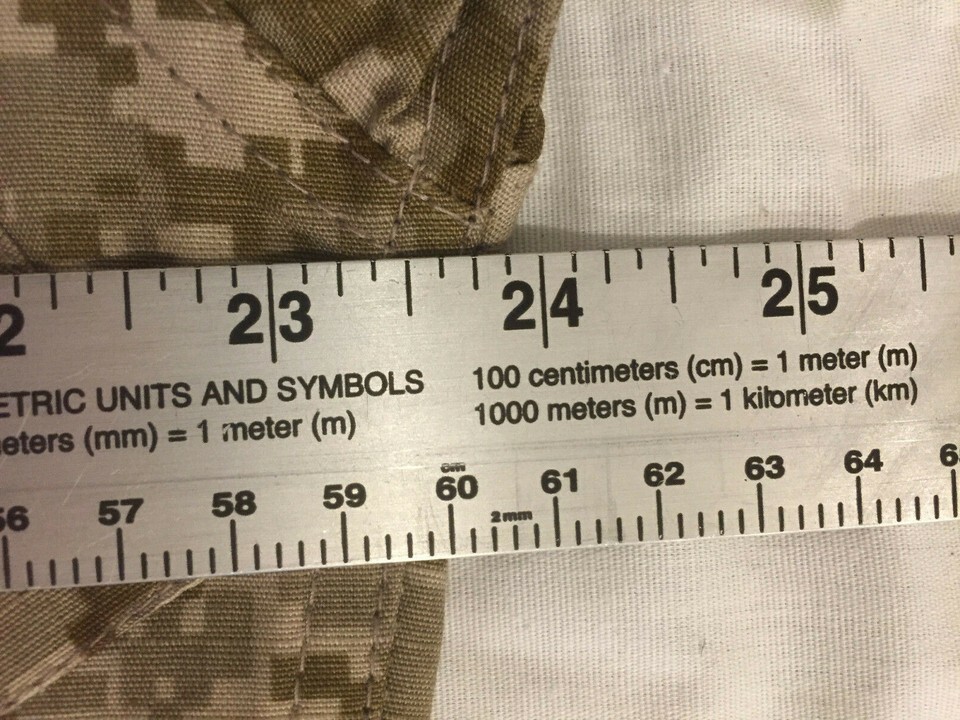 2 23 24 25
ETRIC UNITS AND SYMBOLS
eters (mm) = 1 meter (m)
100 centimeters (cm) = 1 meter (m)
1000 meters (m) = 1 kilometer (km)
cm
56 57 58 59 60 61 62 63 64 6
2mm